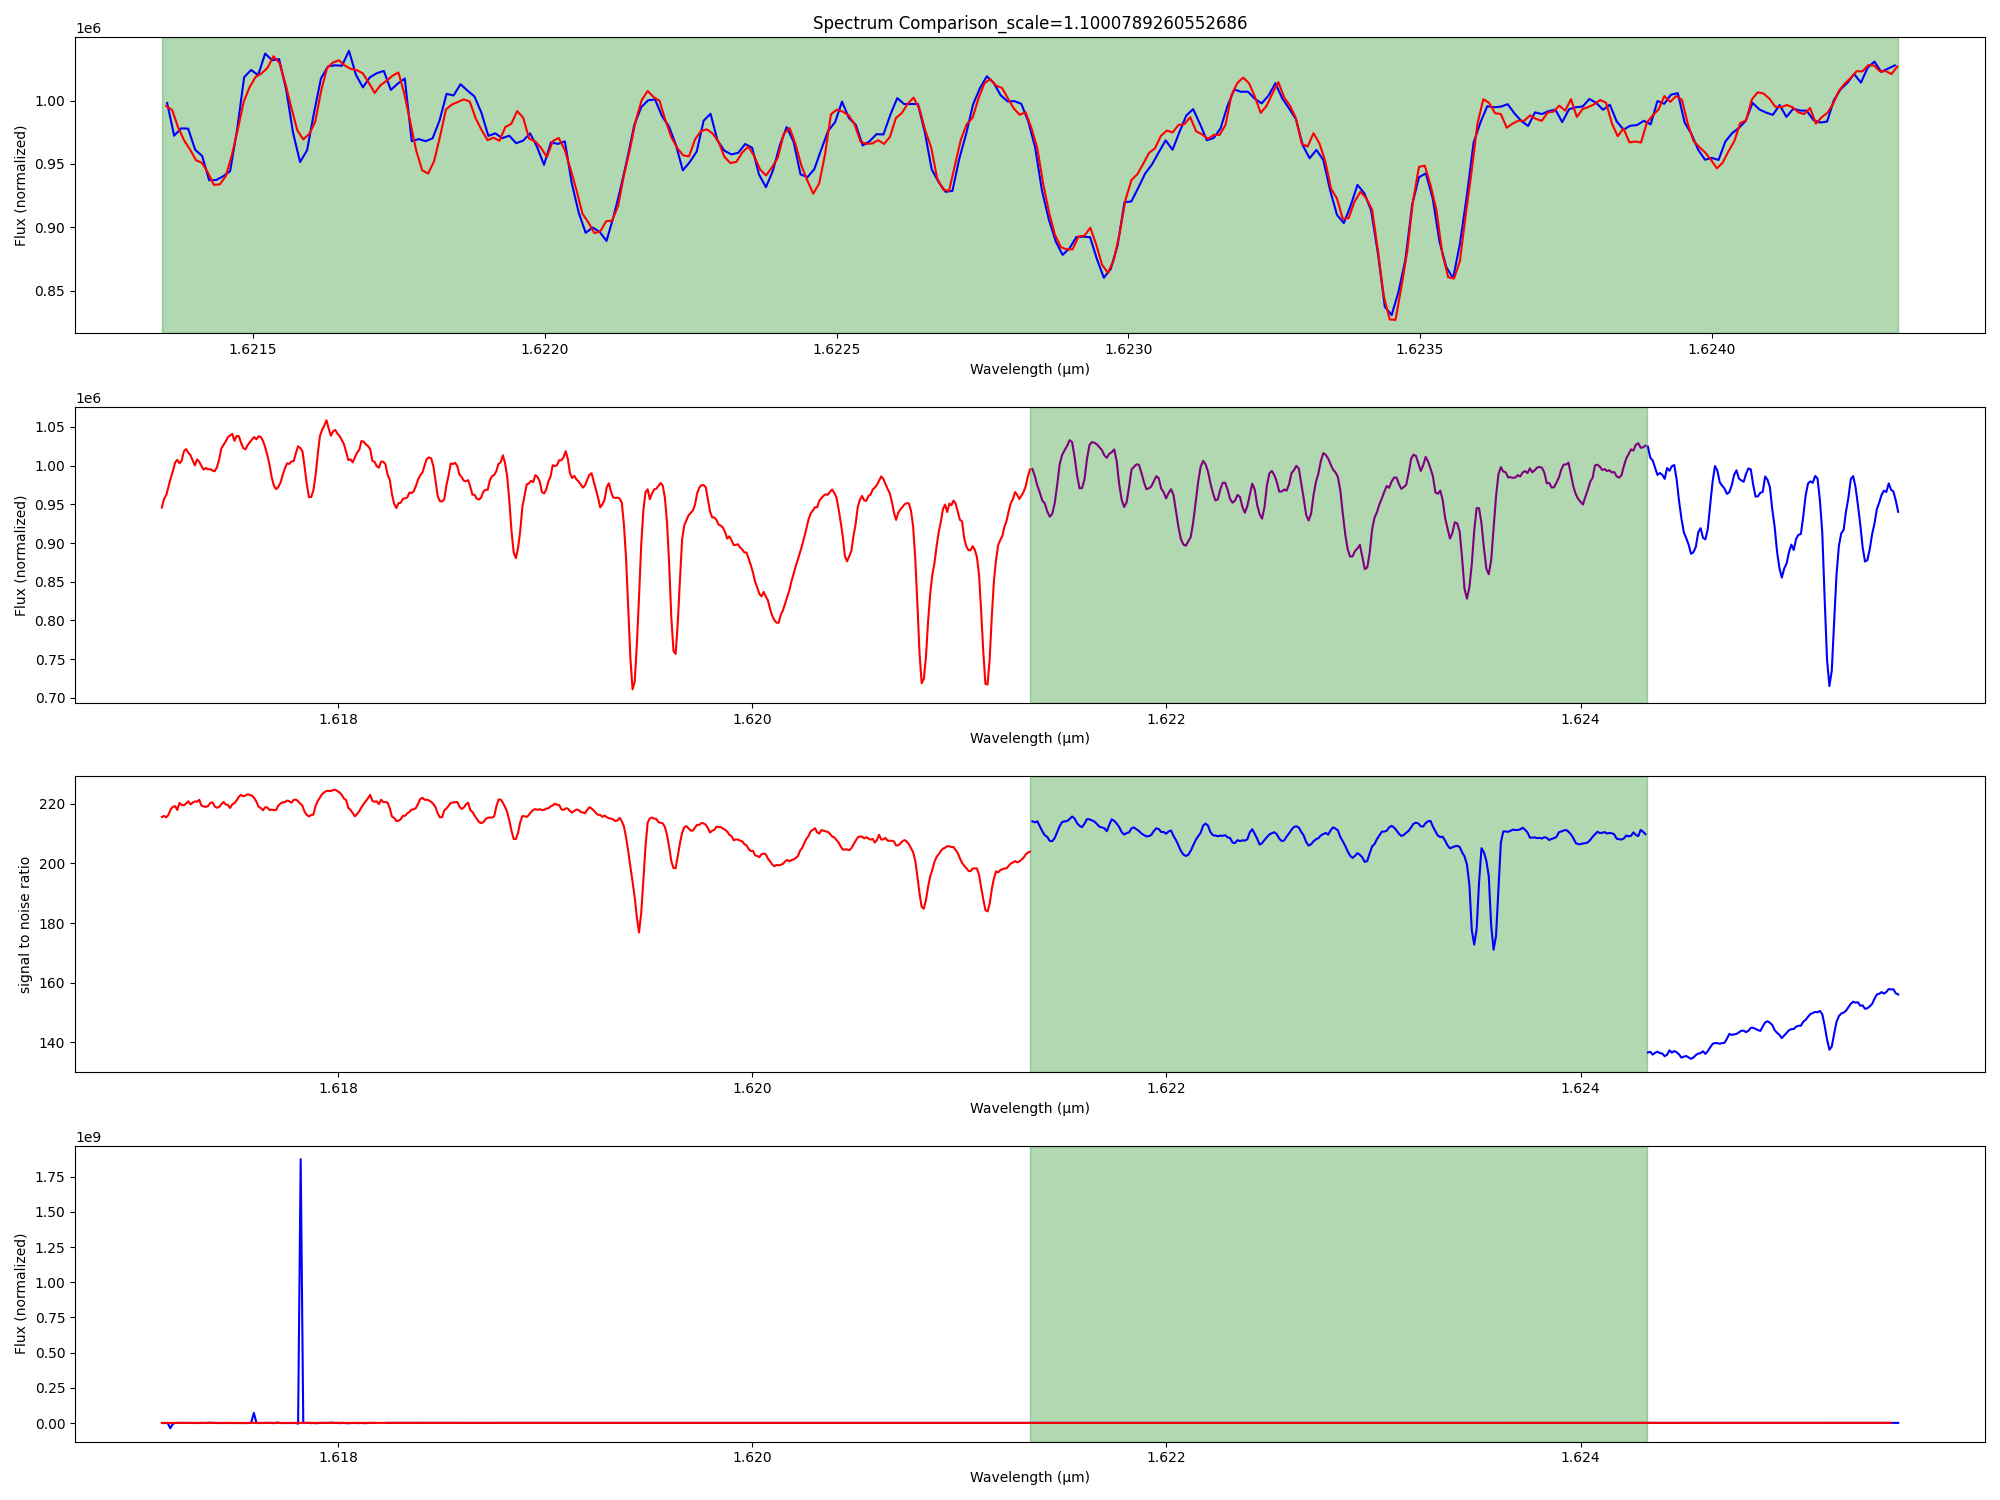 Spectrum Comparison_scale=1.1000789260552686
1e6
1.00
0.95
0.90
0.85
Flux (normalized)
1.6215 1.6220 1.6225 1.6230 1.6235 1.6240
Wavelength (µm)
1e6
1.05
1.00
0.95
0.90
0.85
0.80
0.75
0.70
Flux (normalized)
1.618 1.620 1.622 1.624
Wavelength (µm)
220
200
180
160
140
signal to noise ratio
1.618 1.620 1.622 1.624
Wavelength (µm)
1e9
1.75
1.50
1.25
1.00
0.75
0.50
0.25
0.00
Flux (normalized)
1.618 1.620 1.622 1.624
Wavelength (µm)